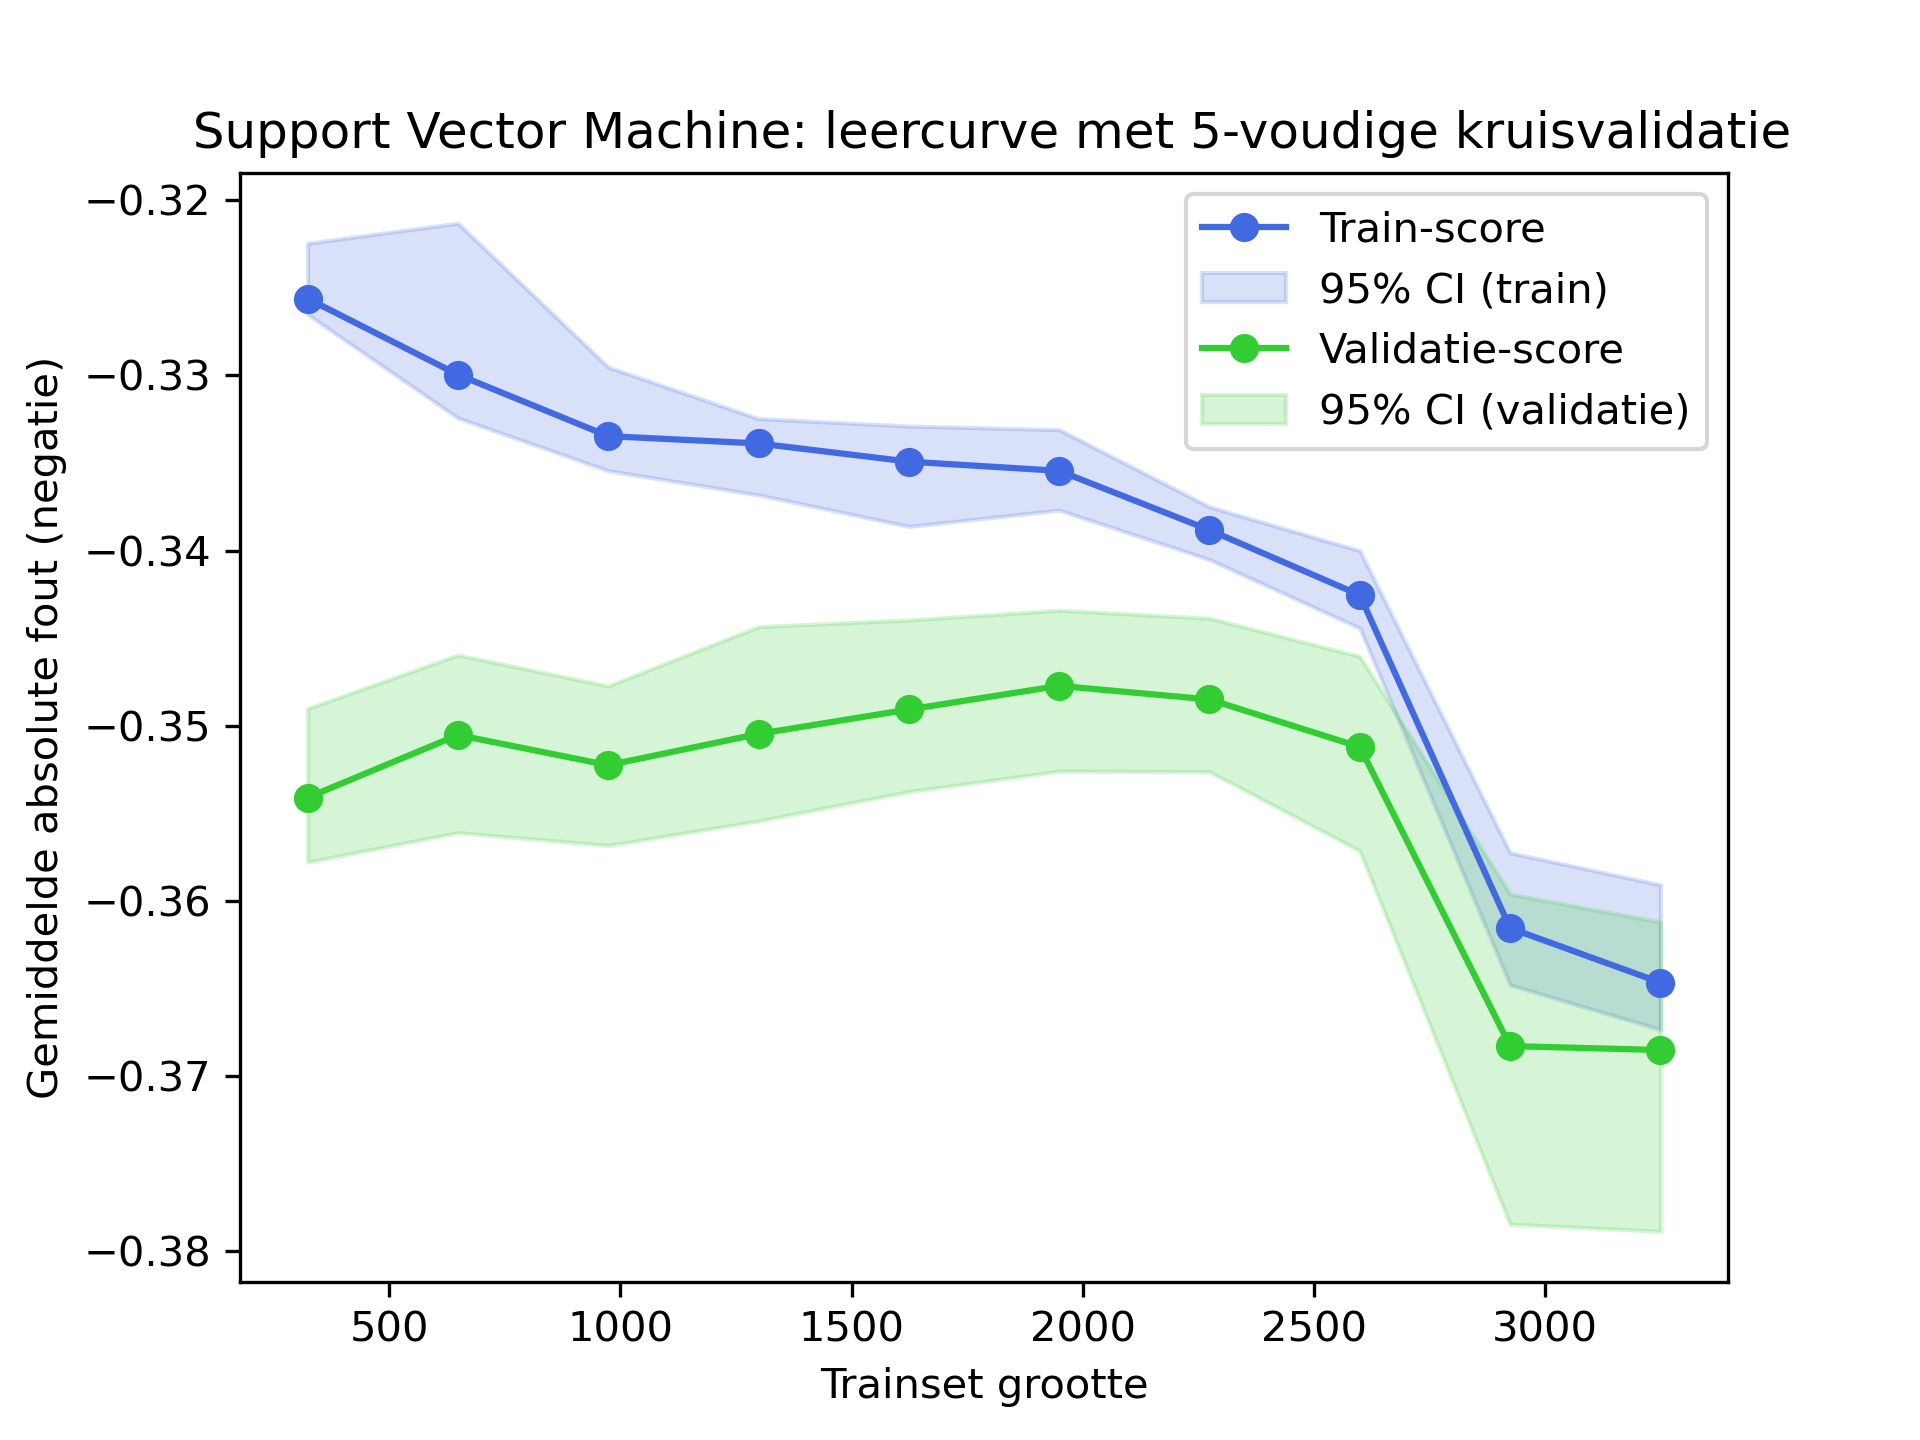 Support Vector Machine: leercurve met 5-voudige kruisvalidatie
Gemiddelde absolute fout (negatie)
−0.32
−0.33
−0.34
−0.35
−0.36
−0.37
−0.38
Train-score
95% CI (train)
Validatie-score
95% CI (validatie)
500 1000 1500 2000 2500 3000
Trainset grootte